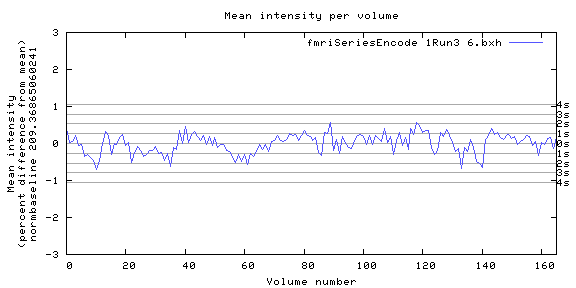 Mean intensity per volume
fmriSeriesEncode 1Run3 6.bxh
Mean intensity
(percent difference from mean)
normbaseline 509.36865060241
3
2
1
0
-1
-2
-3
4s
3s
2s
1s
0s
1s
2s
3s
4s
0 20 40 60 80 100 120 140 160
Volume number